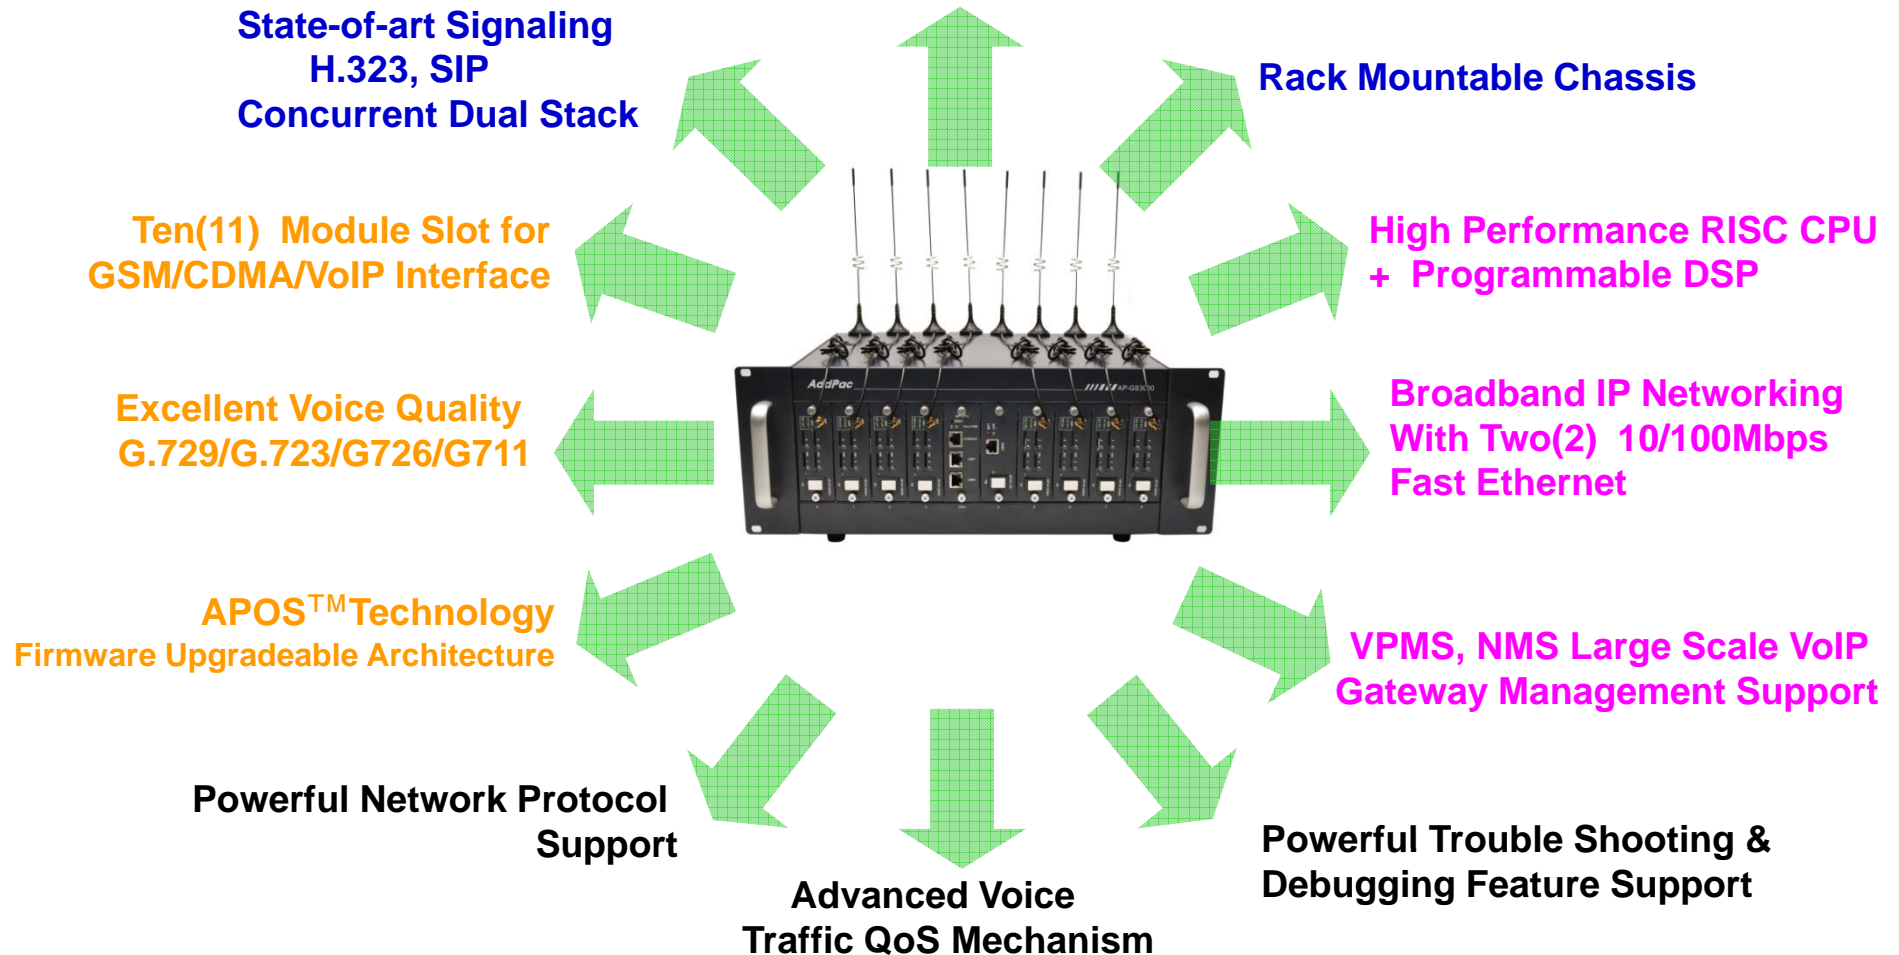 State-of-art Signaling
H.323, SIP
Concurrent Dual Stack
Rack Mountable Chassis
Ten(11) Module Slot for
GSM/CDMA/VoIP Interface
High Performance RISC CPU
+ Programmable DSP
AddPac
AP-GS3000
Excellent Voice Quality
G.729/G.723/G726/G711
Broadband IP Networking
With Two(2) 10/100Mbps
Fast Ethernet
APOS™Technology
Firmware Upgradeable Architecture
VPMS, NMS Large Scale VoIP
Gateway Management Support
Powerful Network Protocol
Support
Advanced Voice
Traffic QoS Mechanism
Powerful Trouble Shooting &
Debugging Feature Support